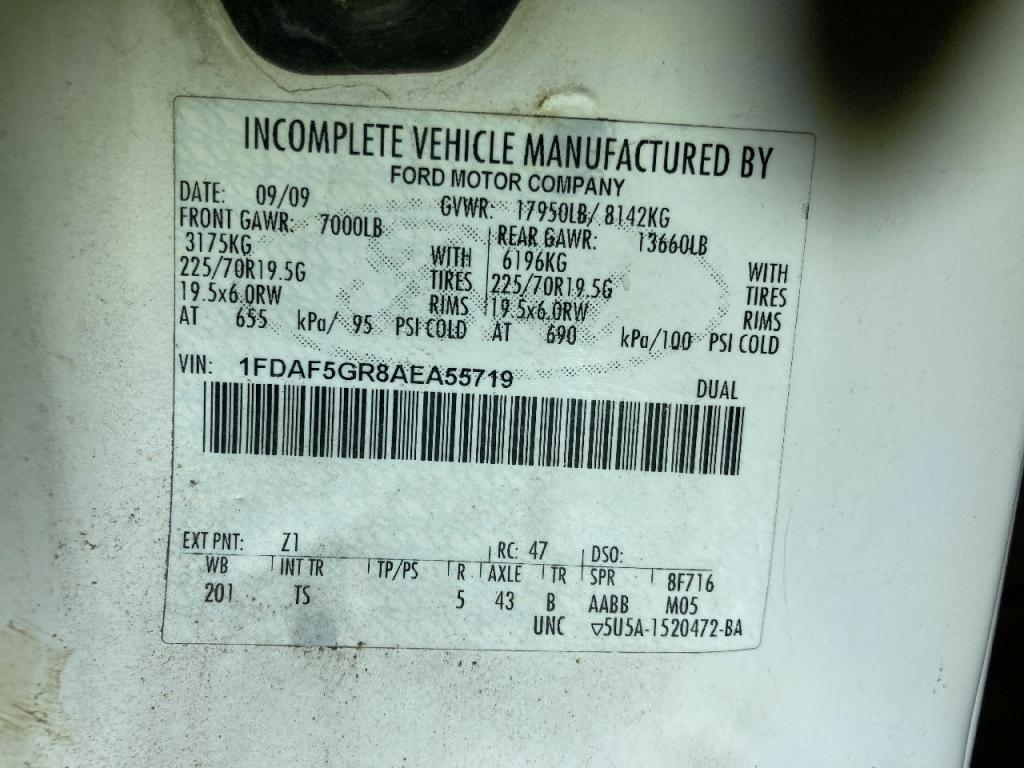 INCOMPLETE VEHICLE MANUFACTURED BY
FORD MOTOR COMPANY
DATE: 09/09 GVWR: 17950LB/ 8142KG
FRONT GAWR: 7000LB REAR GAWR: 13660LB
3175KG WITH 6196KG WITH
225/70R19.5G TIRES 225/70R19.5G TIRES
19.5x6.0RW RIMS 19.5x6.0RW RIMS
AT 655 kPa/ 95 PSI COLD AT 690 kPa/100 PSI COLD
VIN: 1FDAF5GR8AEA55719 DUAL
EXT PNT: Z1 RC: 47 DSO:
WB INT TR TP/PS R AXLE TR SPR 8F716
201 TS 5 43 B AABB M05
UNC ▽5U5A-1520472-BA